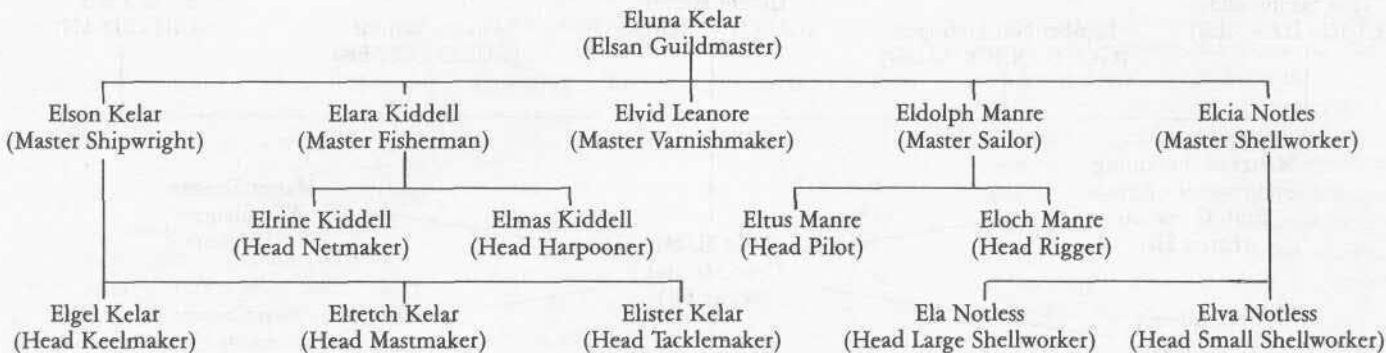 Eluna Kelar
(Elsan Guildmaster)
Elson Kelar
(Master Shipwright)
Elara Kiddell
(Master Fisherman)
Elvid Leanore
(Master Varnishmaker)
Eldolph Manre
(Master Sailor)
Elcia Notles
(Master Shellworker)
Elrine Kiddell
(Head Netmaker)
Elmas Kiddell
(Head Harpooner)
Eltus Manre
(Head Pilot)
Eloch Manre
(Head Rigger)
Elgel Kelar
(Head Keelmaker)
Elretch Kelar
(Head Mastmaker)
Elister Kelar
(Head Tacklemaker)
Ela Notless
(Head Large Shellworker)
Elva Notless
(Head Small Shellworker)